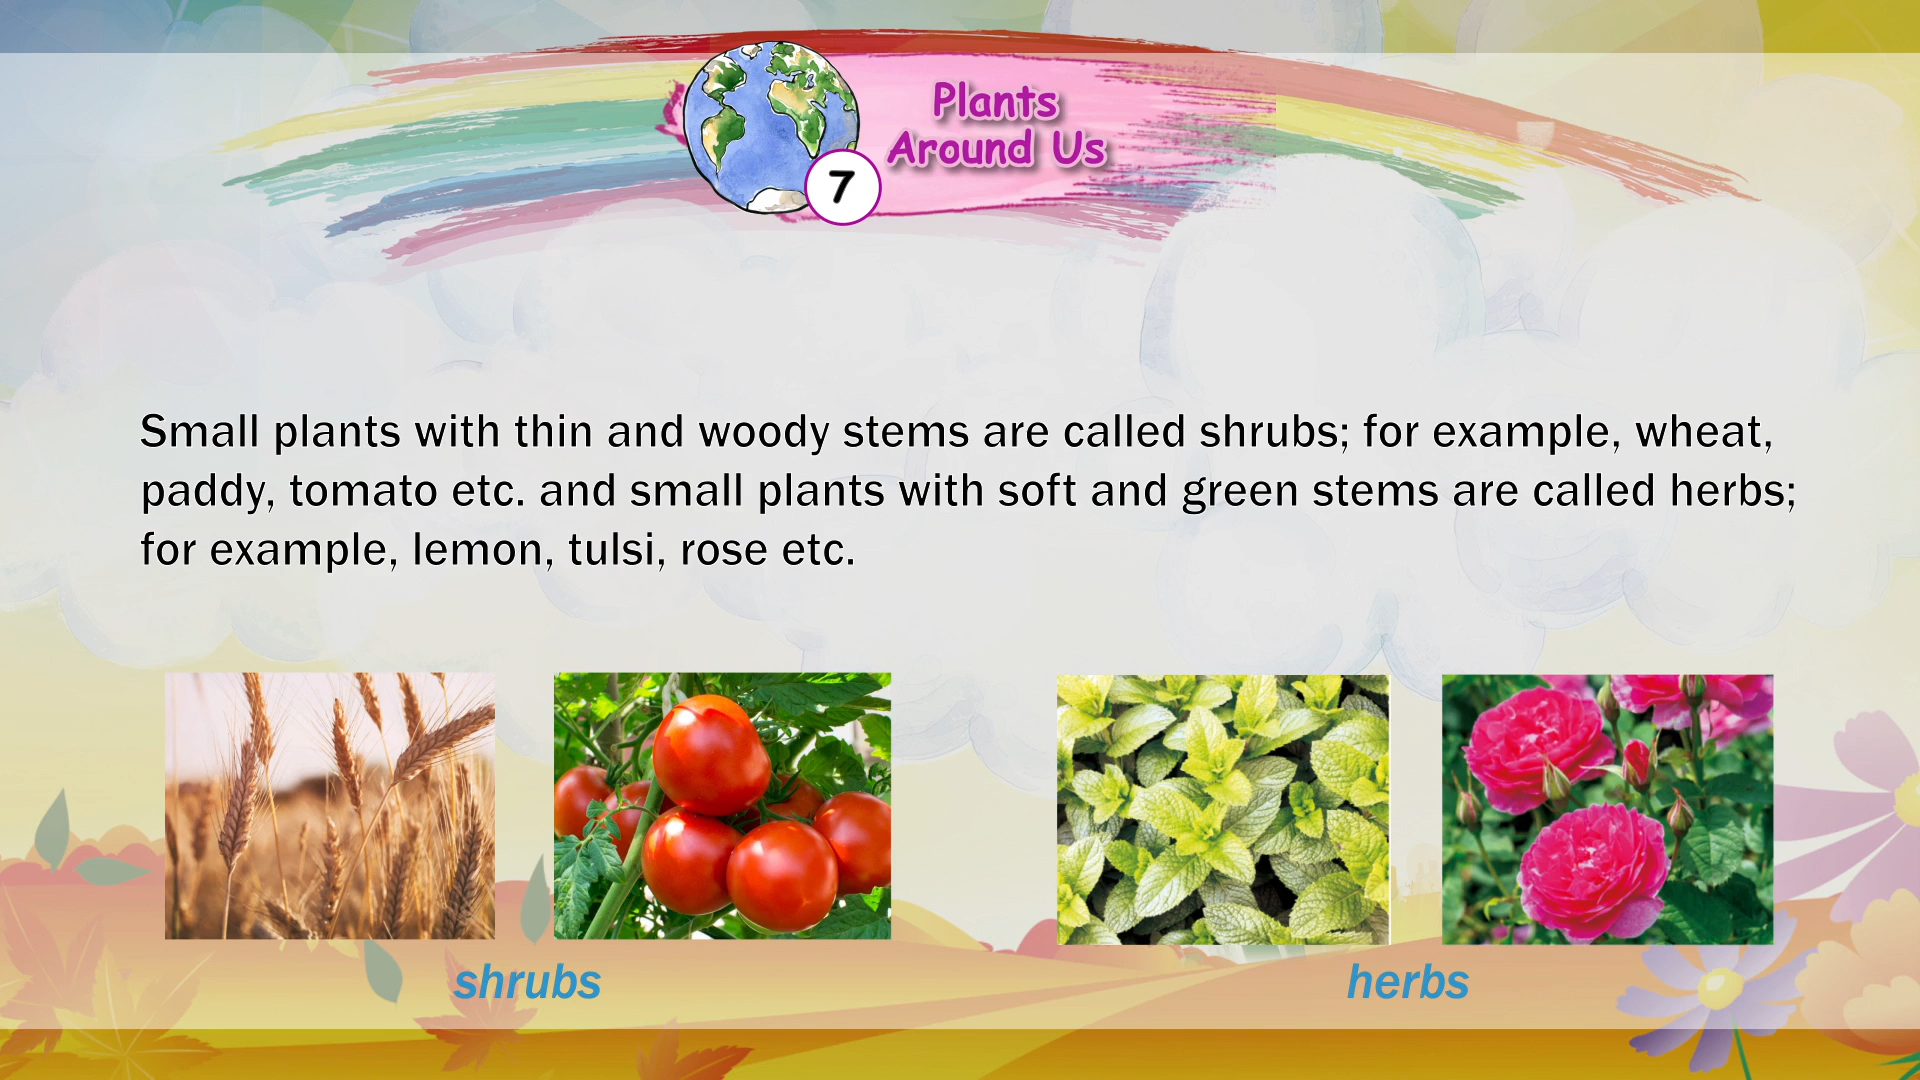 Plants
Around Us
7
Small plants with thin and woody stems are called shrubs; for example, wheat,
paddy, tomato etc. and small plants with soft and green stems are called herbs;
for example, lemon, tulsi, rose etc.
shrubs
herbs